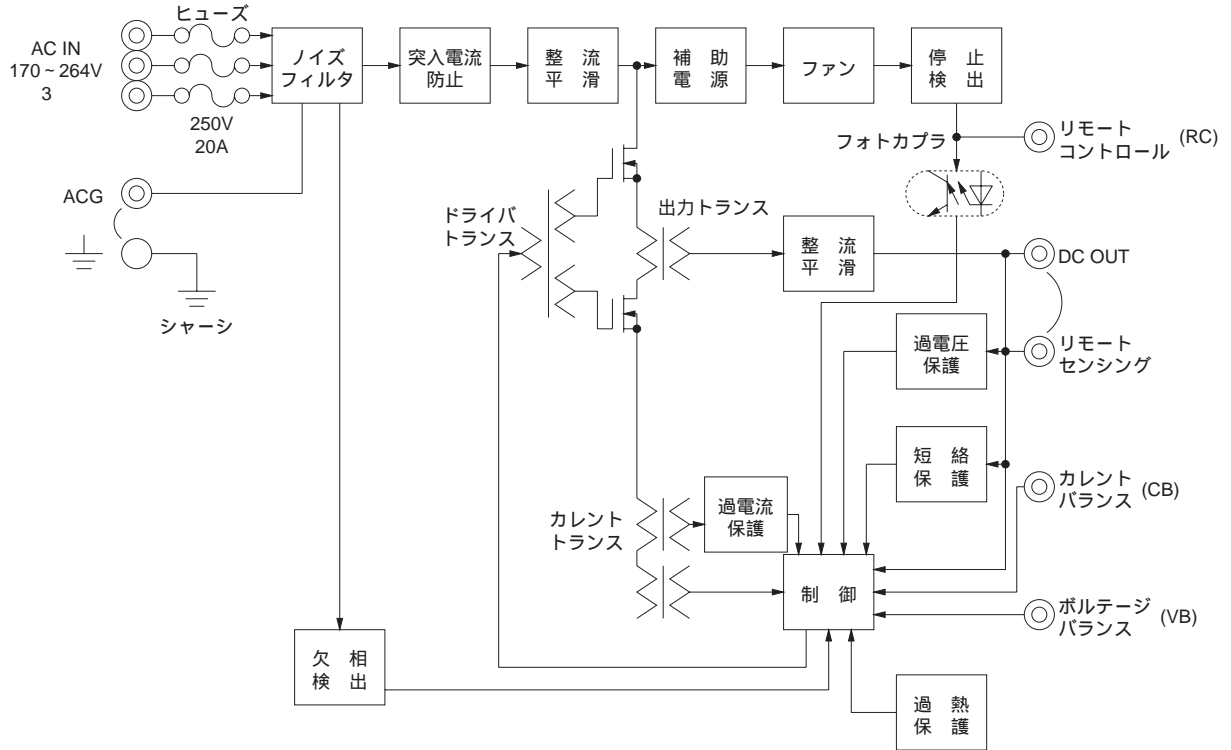 ヒューズ
AC IN
170~264V
3
250V
20A
ノイズ
フィルタ
突入電流
防止
整 流
平 滑
補 助
電 源
ファン
停 止
検 出
リモート
コントロール (RC)
フォトカプラ
ACG
シャーシ
ドライバ
トランス
出力トランス
整 流
平 滑
DC OUT
過電圧
保護
リモート
センシング
短 絡
保 護
カレント
バランス (CB)
カレント
トランス
過電流
保護
制 御
ボルテージ
バランス (VB)
欠 相
検 出
過 熱
保 護